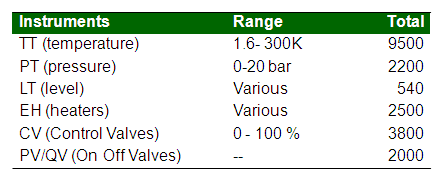 Instruments Range Total
TT (temperature) 1.6- 300K 9500
PT (pressure) 0-20 bar 2200
LT (level) Various 540
EH (heaters) Various 2500
CV (Control Valves) 0 - 100 % 3800
PV/QV (On Off Valves) -- 2000